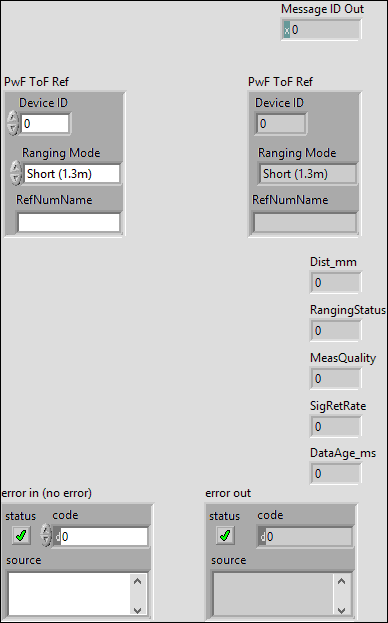 Message ID Out
x 0
PwF ToF Ref
Device ID
0
Ranging Mode
Short (1.3m)
RefNumName
PwF ToF Ref
Device ID
0
Ranging Mode
Short (1.3m)
RefNumName
Dist_mm
0
RangingStatus
0
MeasQuality
0
SigRetRate
0
DataAge_ms
0
error in (no error)
status code
d 0
source
error out
status code
d 0
source